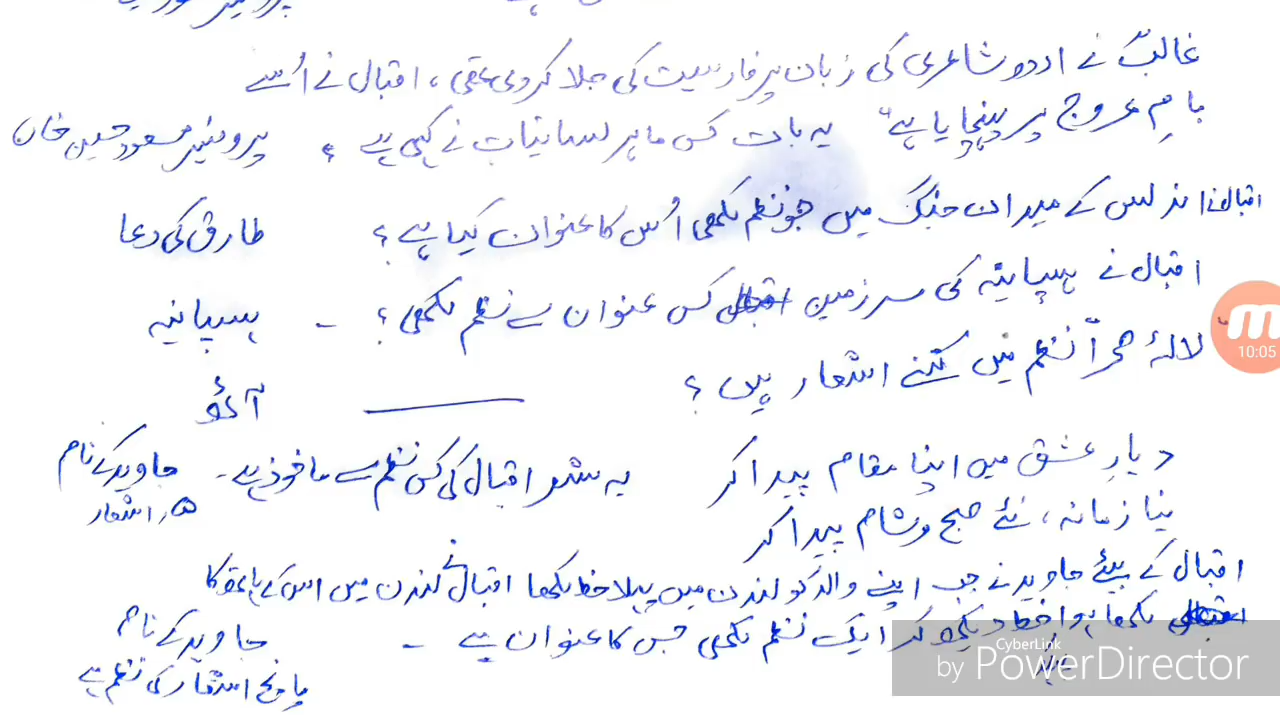 غالبؔ نے اردو شاعری کی زبان پر فارسیت کی جلا کردی تھی، اقبال نے اُسے
بامِ عروج پر پہنچایا ہے" یہ بات کس ماہر لسانیات نے کہی ہے ؟ پروفیسر مسعود حسین خان
اقبال نے اندلس کے میدانِ جنگ میں جو نظم لکھی اُس کا عنوان کیا ہے؟ طارق کی دعا
اقبال نے ہسپانیہ کی سرزمین کس عنوان سے نظم لکھی؟ - ہسپانیہ
"لالۂ صحرا" نظم میں کتنے اشعار ہیں ؟ آٹھ
دیارِ عشق میں اپنا مقام پیدا کر یہ شعر اقبال کی کس نظم سے ماخوذ ہے - جاوید کے نام
نیا زمانہ، نئے صبح و شام پیدا کر ۵ اشعار
اقبال کے بیٹے جاوید نے جب اپنے والد کو لندن میں پہلا خط لکھا اقبال نے لندن میں اس کے ہاتھ کا
لکھا ہوا خط دیکھ کر ایک نظم لکھی جس کا عنوان ہے - جاوید کے نام
پانچ اشعار کی نظم ہے
10:05
CyberLink
by PowerDirector